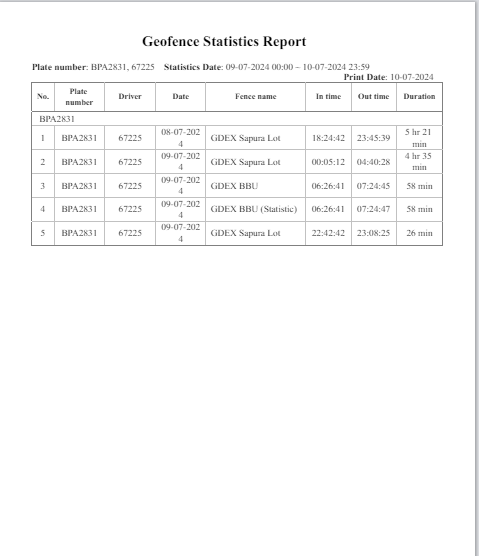 Geofence Statistics Report
Plate number: BPA2831, 67225 Statistics Date: 09-07-2024 00:00 – 10-07-2024 23:59
Print Date: 10-07-2024
No. Plate number Driver Date Fence name In time Out time Duration
BPA2831
1 BPA2831 67225 08-07-2024 GDEX Sapura Lot 18:24:42 23:45:39 5 hr 21 min
2 BPA2831 67225 09-07-2024 GDEX Sapura Lot 00:05:12 04:40:28 4 hr 35 min
3 BPA2831 67225 09-07-2024 GDEX BBU 06:26:41 07:24:45 58 min
4 BPA2831 67225 09-07-2024 GDEX BBU (Statistic) 06:26:41 07:24:47 58 min
5 BPA2831 67225 09-07-2024 GDEX Sapura Lot 22:42:42 23:08:25 26 min